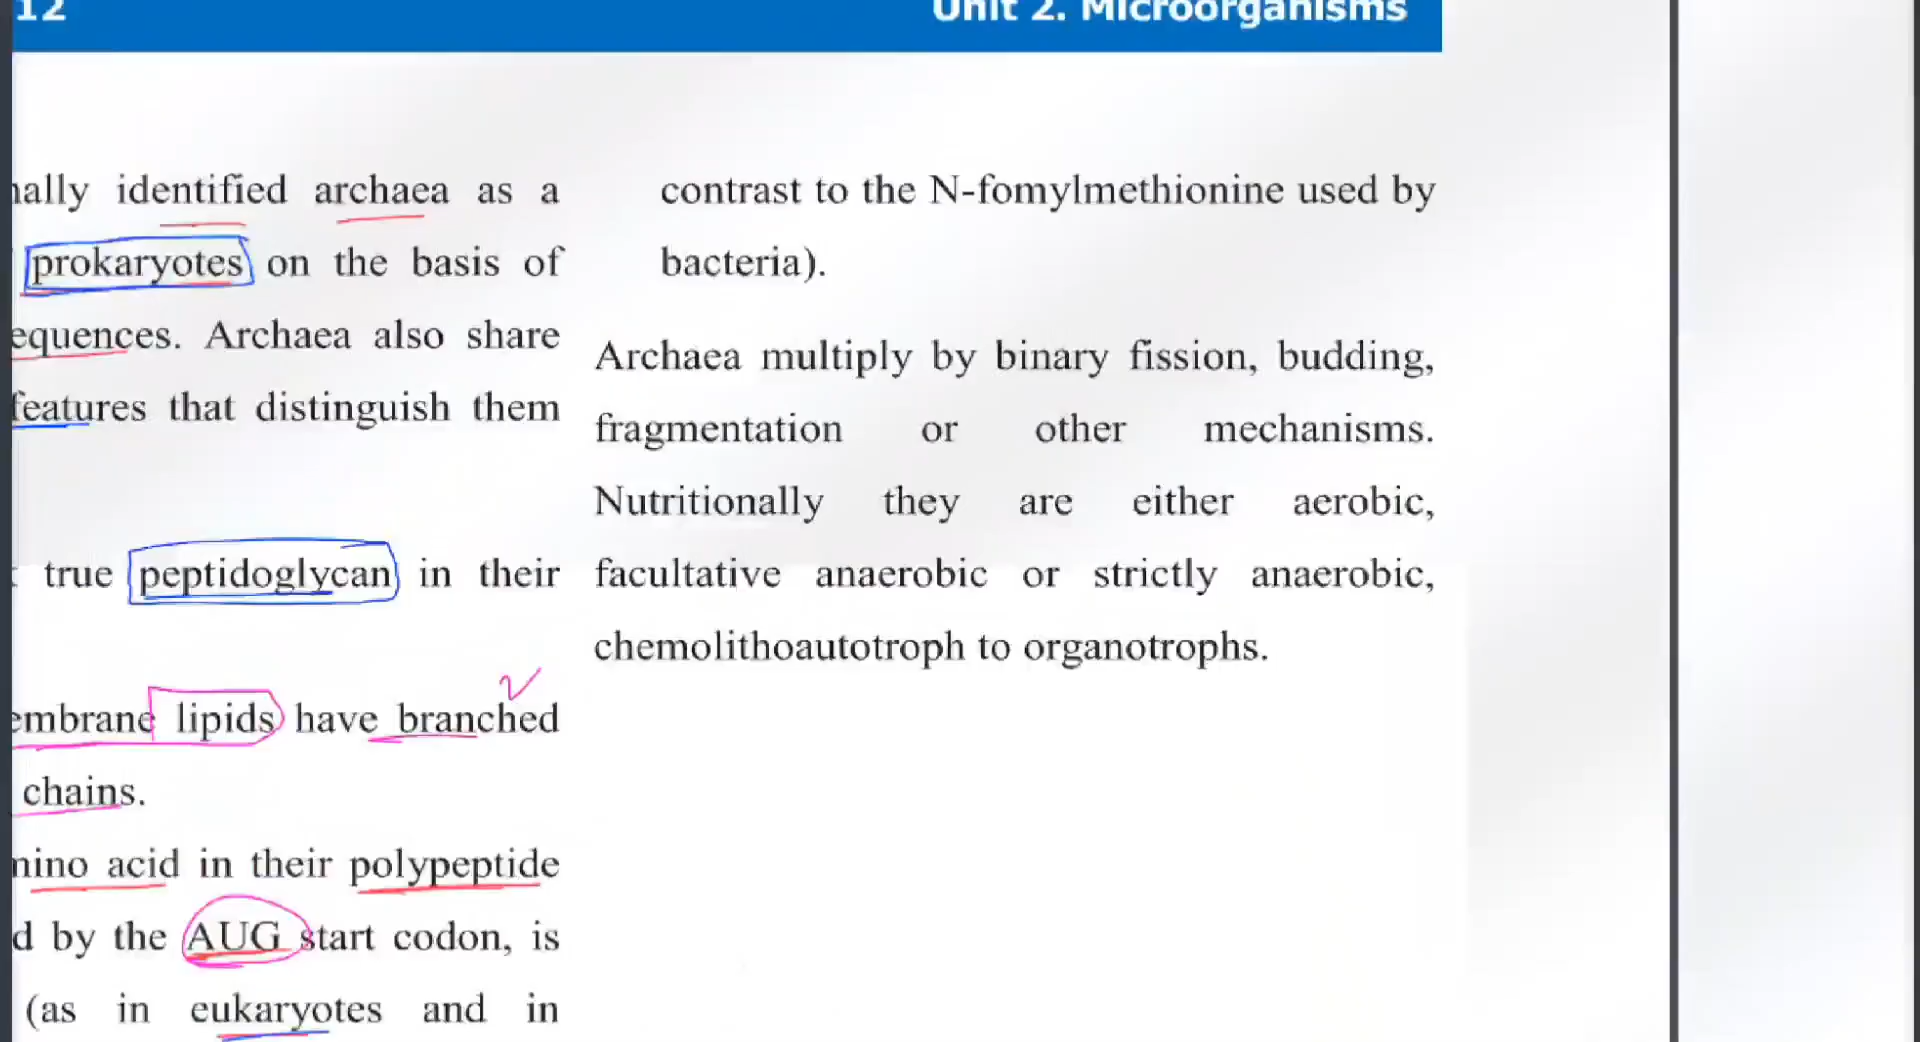 12
Unit 2. Microorganisms
identified archaea as a
prokaryotes on the basis of
equences. Archaea also share
features that distinguish them
true peptidoglycan in their
embrane lipids have branched
chains.
acid in their polypeptide
by the AUG start codon, is
(as in eukaryotes and in
contrast to the N-fomylmethionine used by
bacteria).
Archaea multiply by binary fission, budding,
fragmentation or other mechanisms.
Nutritionally they are either aerobic,
facultative anaerobic or strictly anaerobic,
chemolithoautotroph to organotrophs.